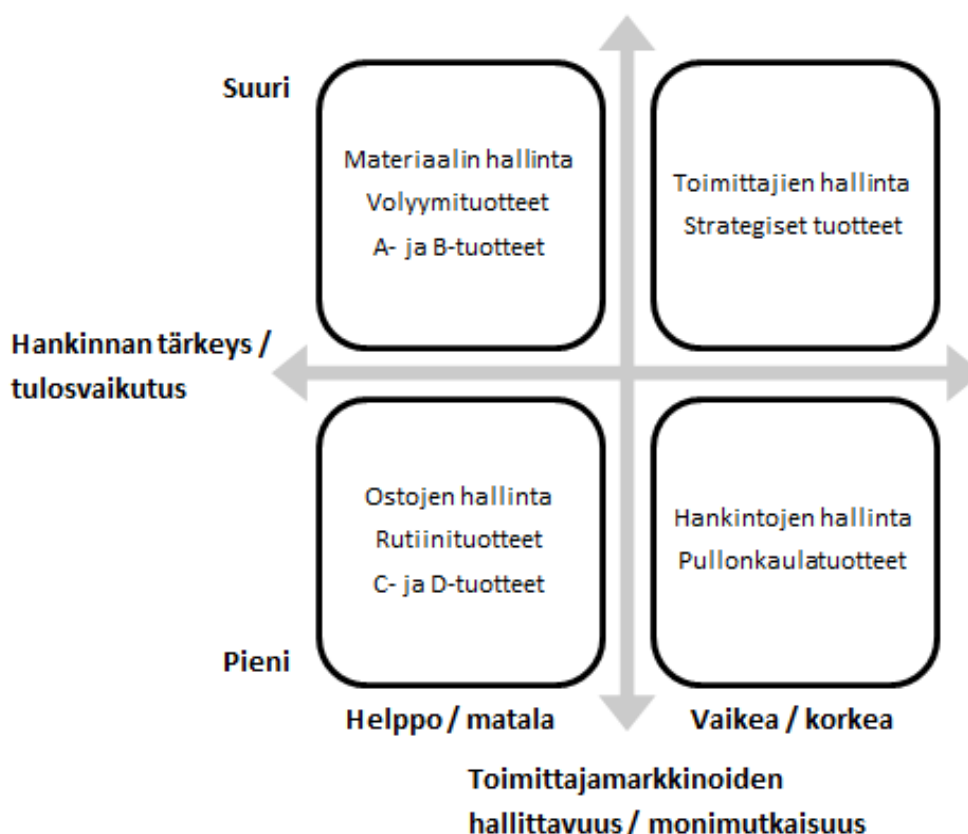 Suuri
Materiaalin hallinta
Volyymituotteet
A- ja B-tuotteet
Toimittajien hallinta
Strategiset tuotteet
Hankinnan tärkeys /
tulosvaikutus
Ostojen hallinta
Rutiinituotteet
C- ja D-tuotteet
Hankintojen hallinta
Pullonkaulatuotteet
Pieni
Helppo / matala
Vaikea / korkea
Toimittajamarkkinoiden
hallittavuus / monimutkaisuus